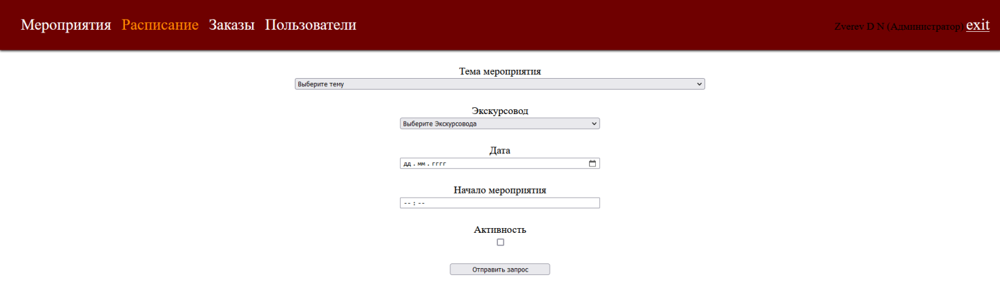 Мероприятия Расписание Заказы Пользователи Zverev D N (Администратор) exit
Тема мероприятия
Выберите тему
Экскурсовод
Выберите Экскурсовода
Дата
дд . мм . гггг
Начало мероприятия
-- : --
Активность
Отправить запрос